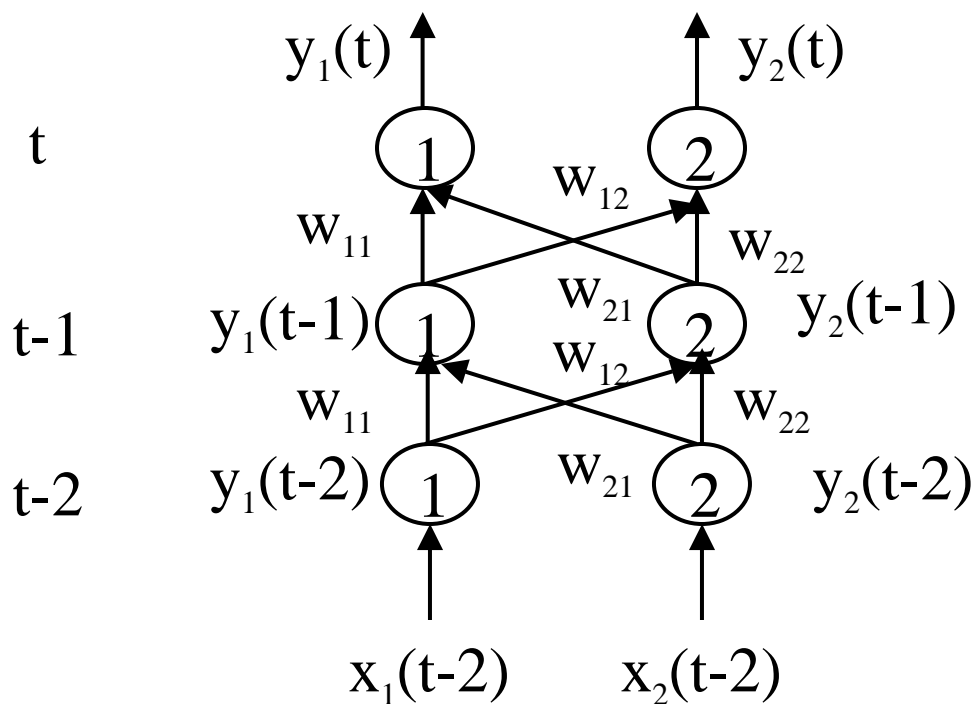 y₁(t) y₂(t)
t 1 2
w₁₂
w₁₁ w₂₂
w₂₁
t-1 y₁(t-1) 1 2 y₂(t-1)
w₁₂
w₁₁ w₂₂
w₂₁
t-2 y₁(t-2) 1 2 y₂(t-2)
x₁(t-2) x₂(t-2)